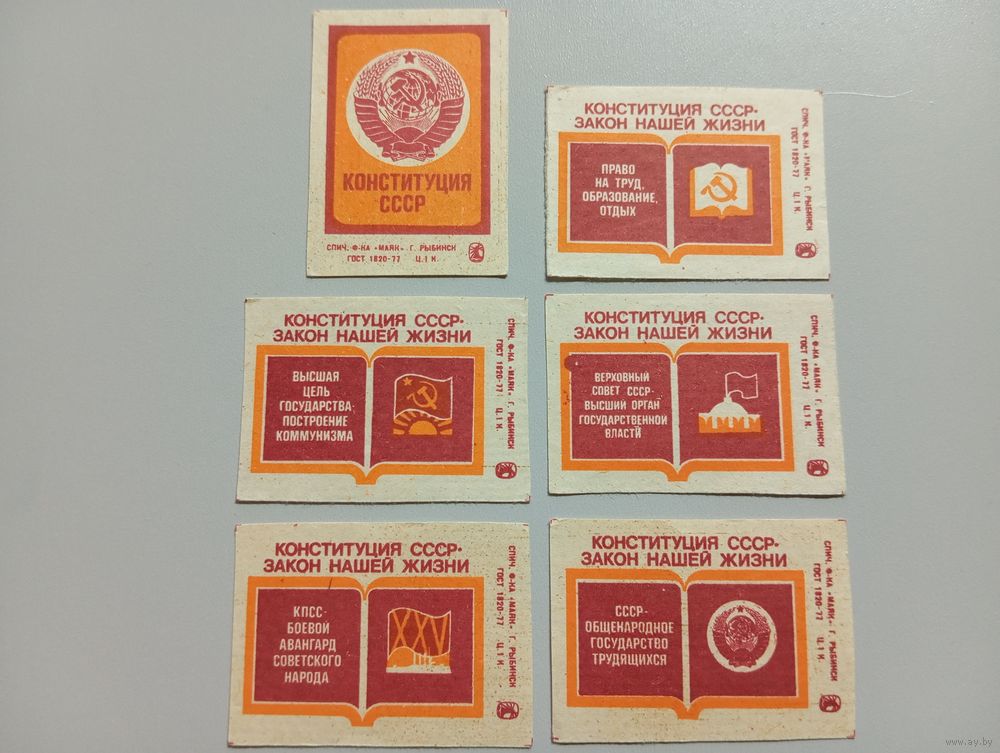 КОНСТИТУЦИЯ
СССР
СПИЧ. Ф-КА «МАЯК» Г. РЫБИНСК
ГОСТ 1820-77 Ц. 1 К.
КОНСТИТУЦИЯ СССР-
ЗАКОН НАШЕЙ ЖИЗНИ
ПРАВО
НА ТРУД,
ОБРАЗОВАНИЕ,
ОТДЫХ
СПИЧ. Ф-КА «МАЯК» Г. РЫБИНСК
ГОСТ 1820-77 Ц. 1 К.
КОНСТИТУЦИЯ СССР-
ЗАКОН НАШЕЙ ЖИЗНИ
ВЫСШАЯ
ЦЕЛЬ
ГОСУДАРСТВА-
ПОСТРОЕНИЕ
КОММУНИЗМА
СПИЧ. Ф-КА «МАЯК» Г. РЫБИНСК
ГОСТ 1820-77 Ц. 1 К.
КОНСТИТУЦИЯ СССР-
ЗАКОН НАШЕЙ ЖИЗНИ
ВЕРХОВНЫЙ
СОВЕТ СССР-
ВЫСШИЙ ОРГАН
ГОСУДАРСТВЕННОЙ
ВЛАСТИ
СПИЧ. Ф-КА «МАЯК» Г. РЫБИНСК
ГОСТ 1820-77 Ц. 1 К.
КОНСТИТУЦИЯ СССР-
ЗАКОН НАШЕЙ ЖИЗНИ
КПСС-
БОЕВОЙ
АВАНГАРД
СОВЕТСКОГО
НАРОДА
XXV
СПИЧ. Ф-КА «МАЯК» Г. РЫБИНСК
ГОСТ 1820-77 Ц. 1 К.
КОНСТИТУЦИЯ СССР-
ЗАКОН НАШЕЙ ЖИЗНИ
СССР-
ОБЩЕНАРОДНОЕ
ГОСУДАРСТВО
ТРУДЯЩИХСЯ
СПИЧ. Ф-КА «МАЯК» Г. РЫБИНСК
ГОСТ 1820-77 Ц. 1 К.
www.ay.by